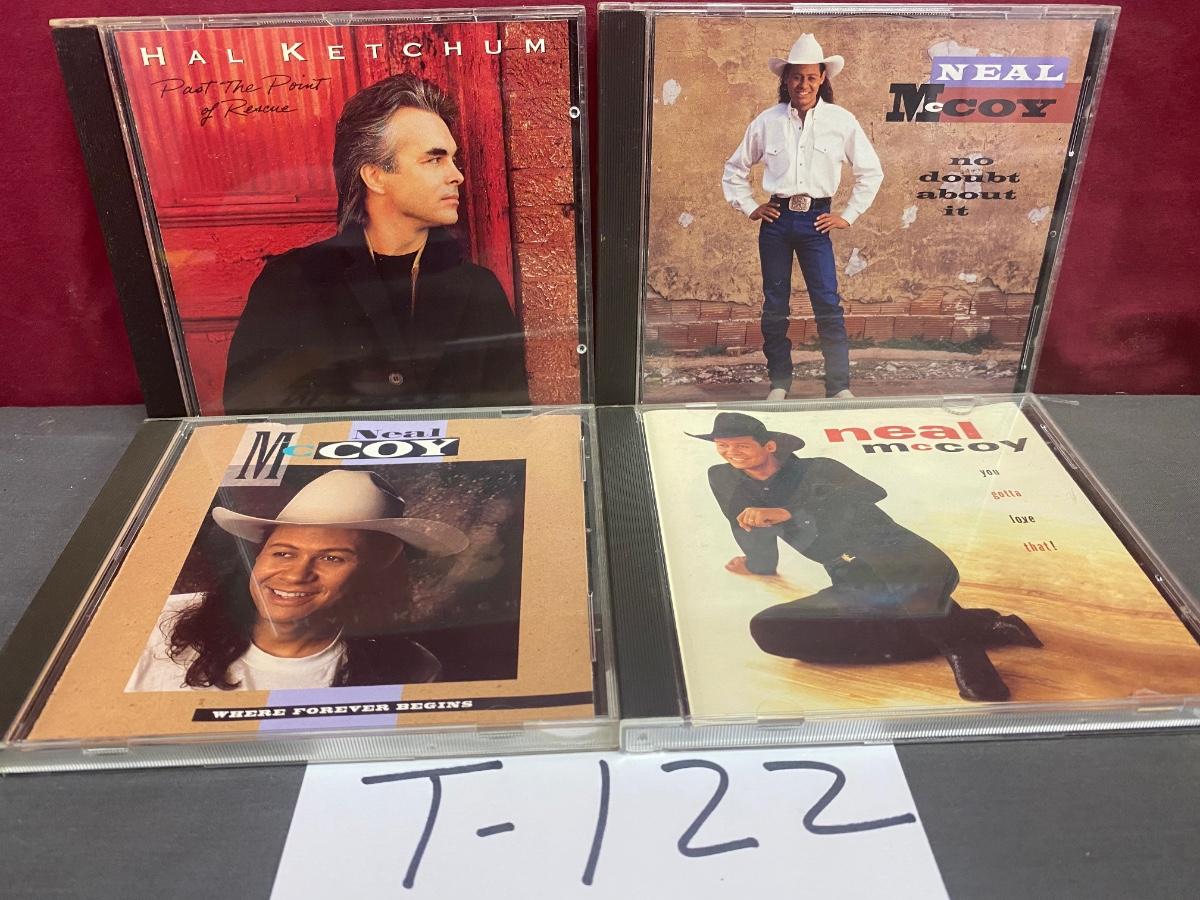 HAL KETCHUM
Past The Point
of Rescue
NEAL
McCOY
no
doubt
about
it
Neal
McCOY
WHERE FOREVER BEGINS
neal
mccoy
you
gotta
love
that!
T-122